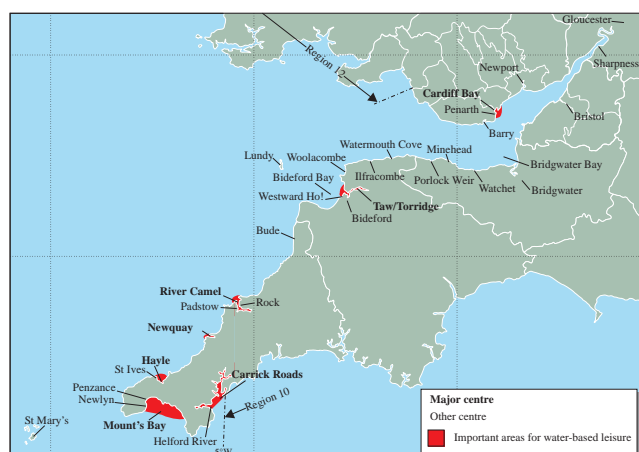 Gloucester
Region 12
Sharpness
Newport
Cardiff Bay
Penarth
Bristol
Barry
Watermouth Cove
Minehead
Lundy
Woolacombe
Bridgwater Bay
Bideford Bay
Ilfracombe
Porlock Weir
Watchet
Bridgwater
Westward Ho!
Taw/Torridge
Bideford
Bude
River Camel
Padstow
Rock
Newquay
Hayle
St Ives
Carrick Roads
Penzance
Newlyn
Region 10
St Mary's
Mount's Bay
Helford River
5°W
Major centre
Other centre
Important areas for water-based leisure